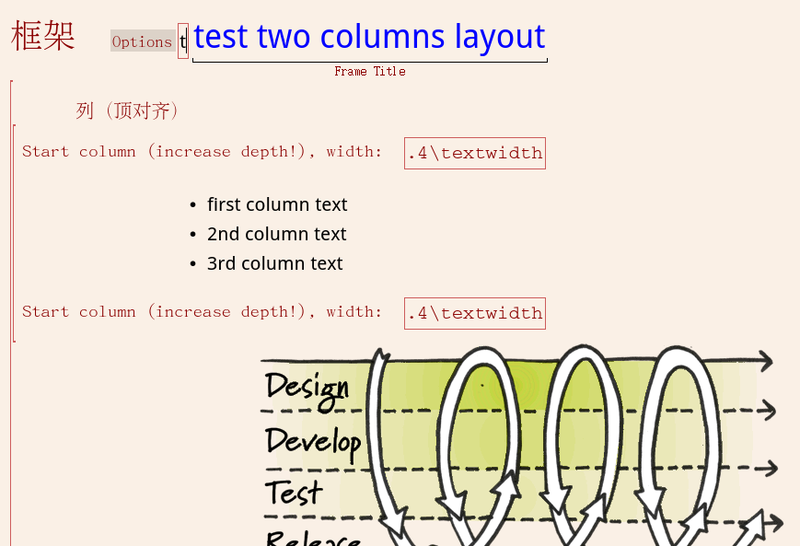 框架 Options t test two columns layout
Frame Title
列（顶对齐）
Start column (increase depth!), width: .4\textwidth
• first column text
• 2nd column text
• 3rd column text
Start column (increase depth!), width: .4\textwidth
Design
Develop
Test
Release